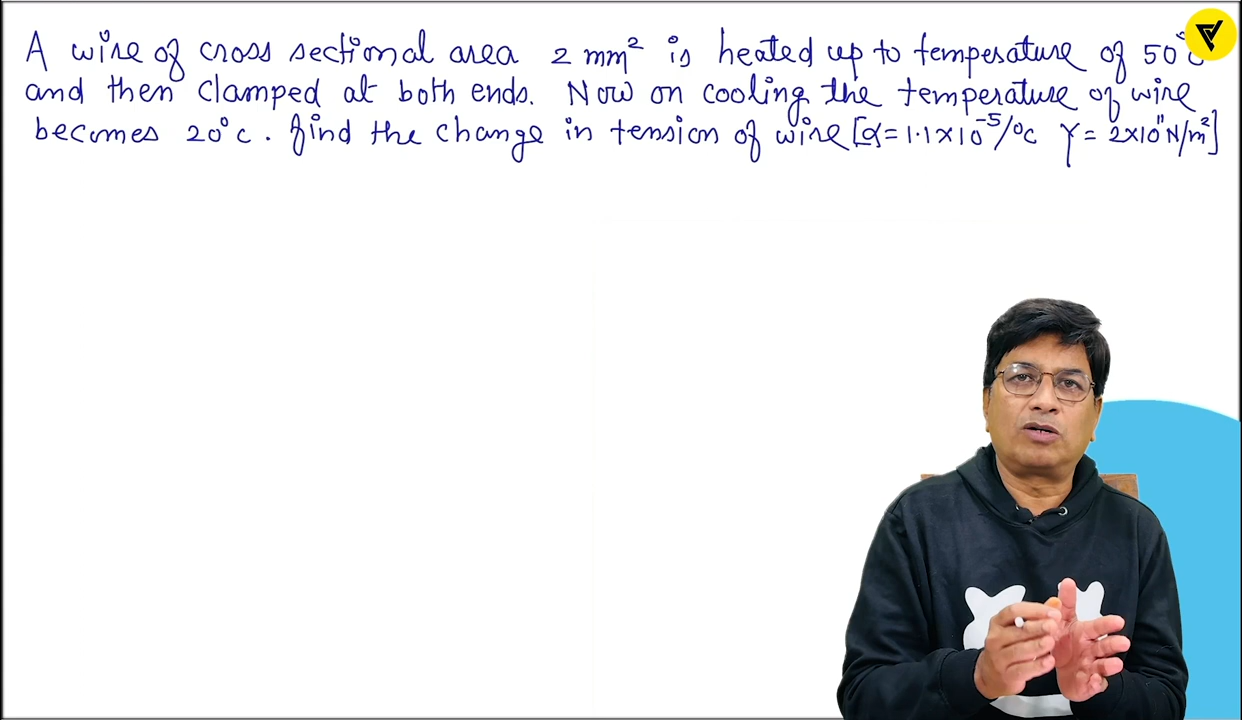 A wire of cross sectional area 2 mm² is heated up to temperature of 50°C
and then clamped at both ends. Now on cooling the temperature of wire
becomes 20°C. find the change in tension of wire [α = 1.1×10⁻⁵/°C Y = 2×10¹¹ N/m²]